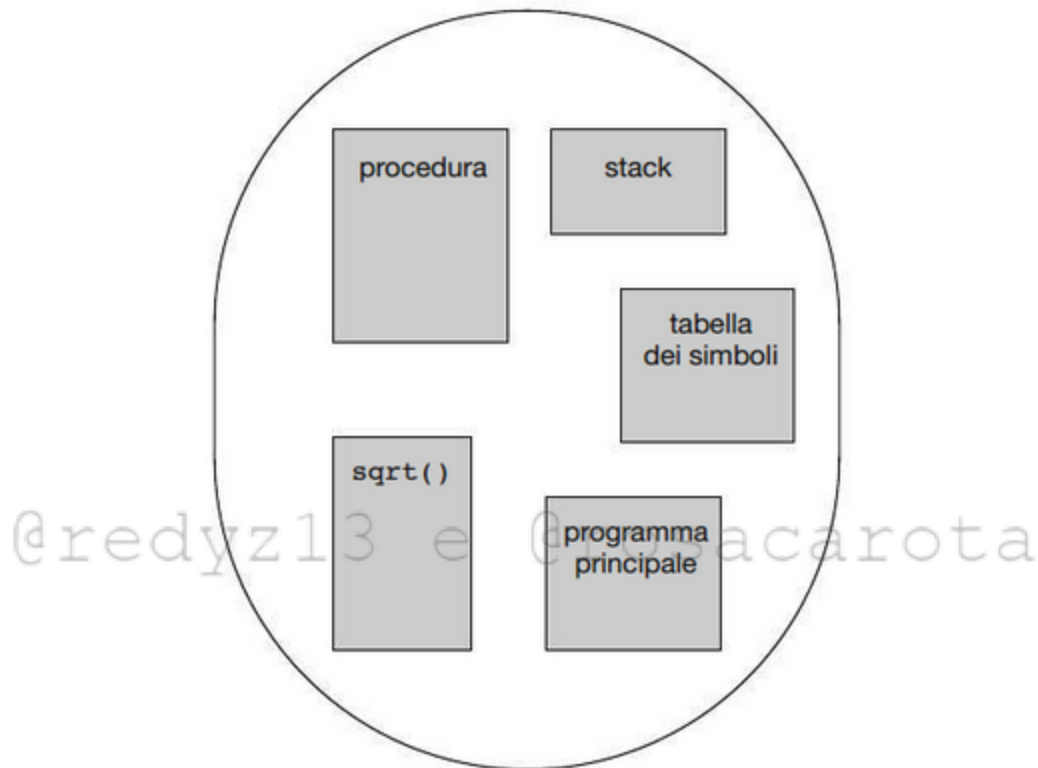 procedura
stack
tabella
dei simboli
sqrt()
programma
principale
@redyz13 e @rosacarota